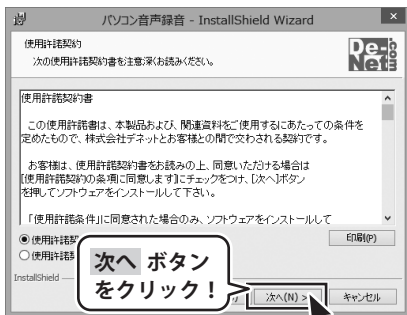 パソコン音声録音 - InstallShield Wizard
使用許諾契約
次の使用許諾契約書を注意深くお読みください。
De-
Net
Com
使用許諾契約書
この使用許諾書は、本製品および、関連資料をご使用するにあたっての条件を
定めたもので、株式会社デネットとお客様との間で交わされる契約です。
お客様は、使用許諾契約書をお読みの上、同意いただける場合は
[使用許諾契約の条項に同意します]にチェックをつけ、[次へ]ボタン
を押してソフトウェアをインストールして下さい。
「使用許諾条件」に同意された場合のみ、ソフトウェアをインストールして
使用許諾
使用許諾
印刷(P)
InstallShield
次へ ボタン
をクリック！
次へ(N) >
キャンセル